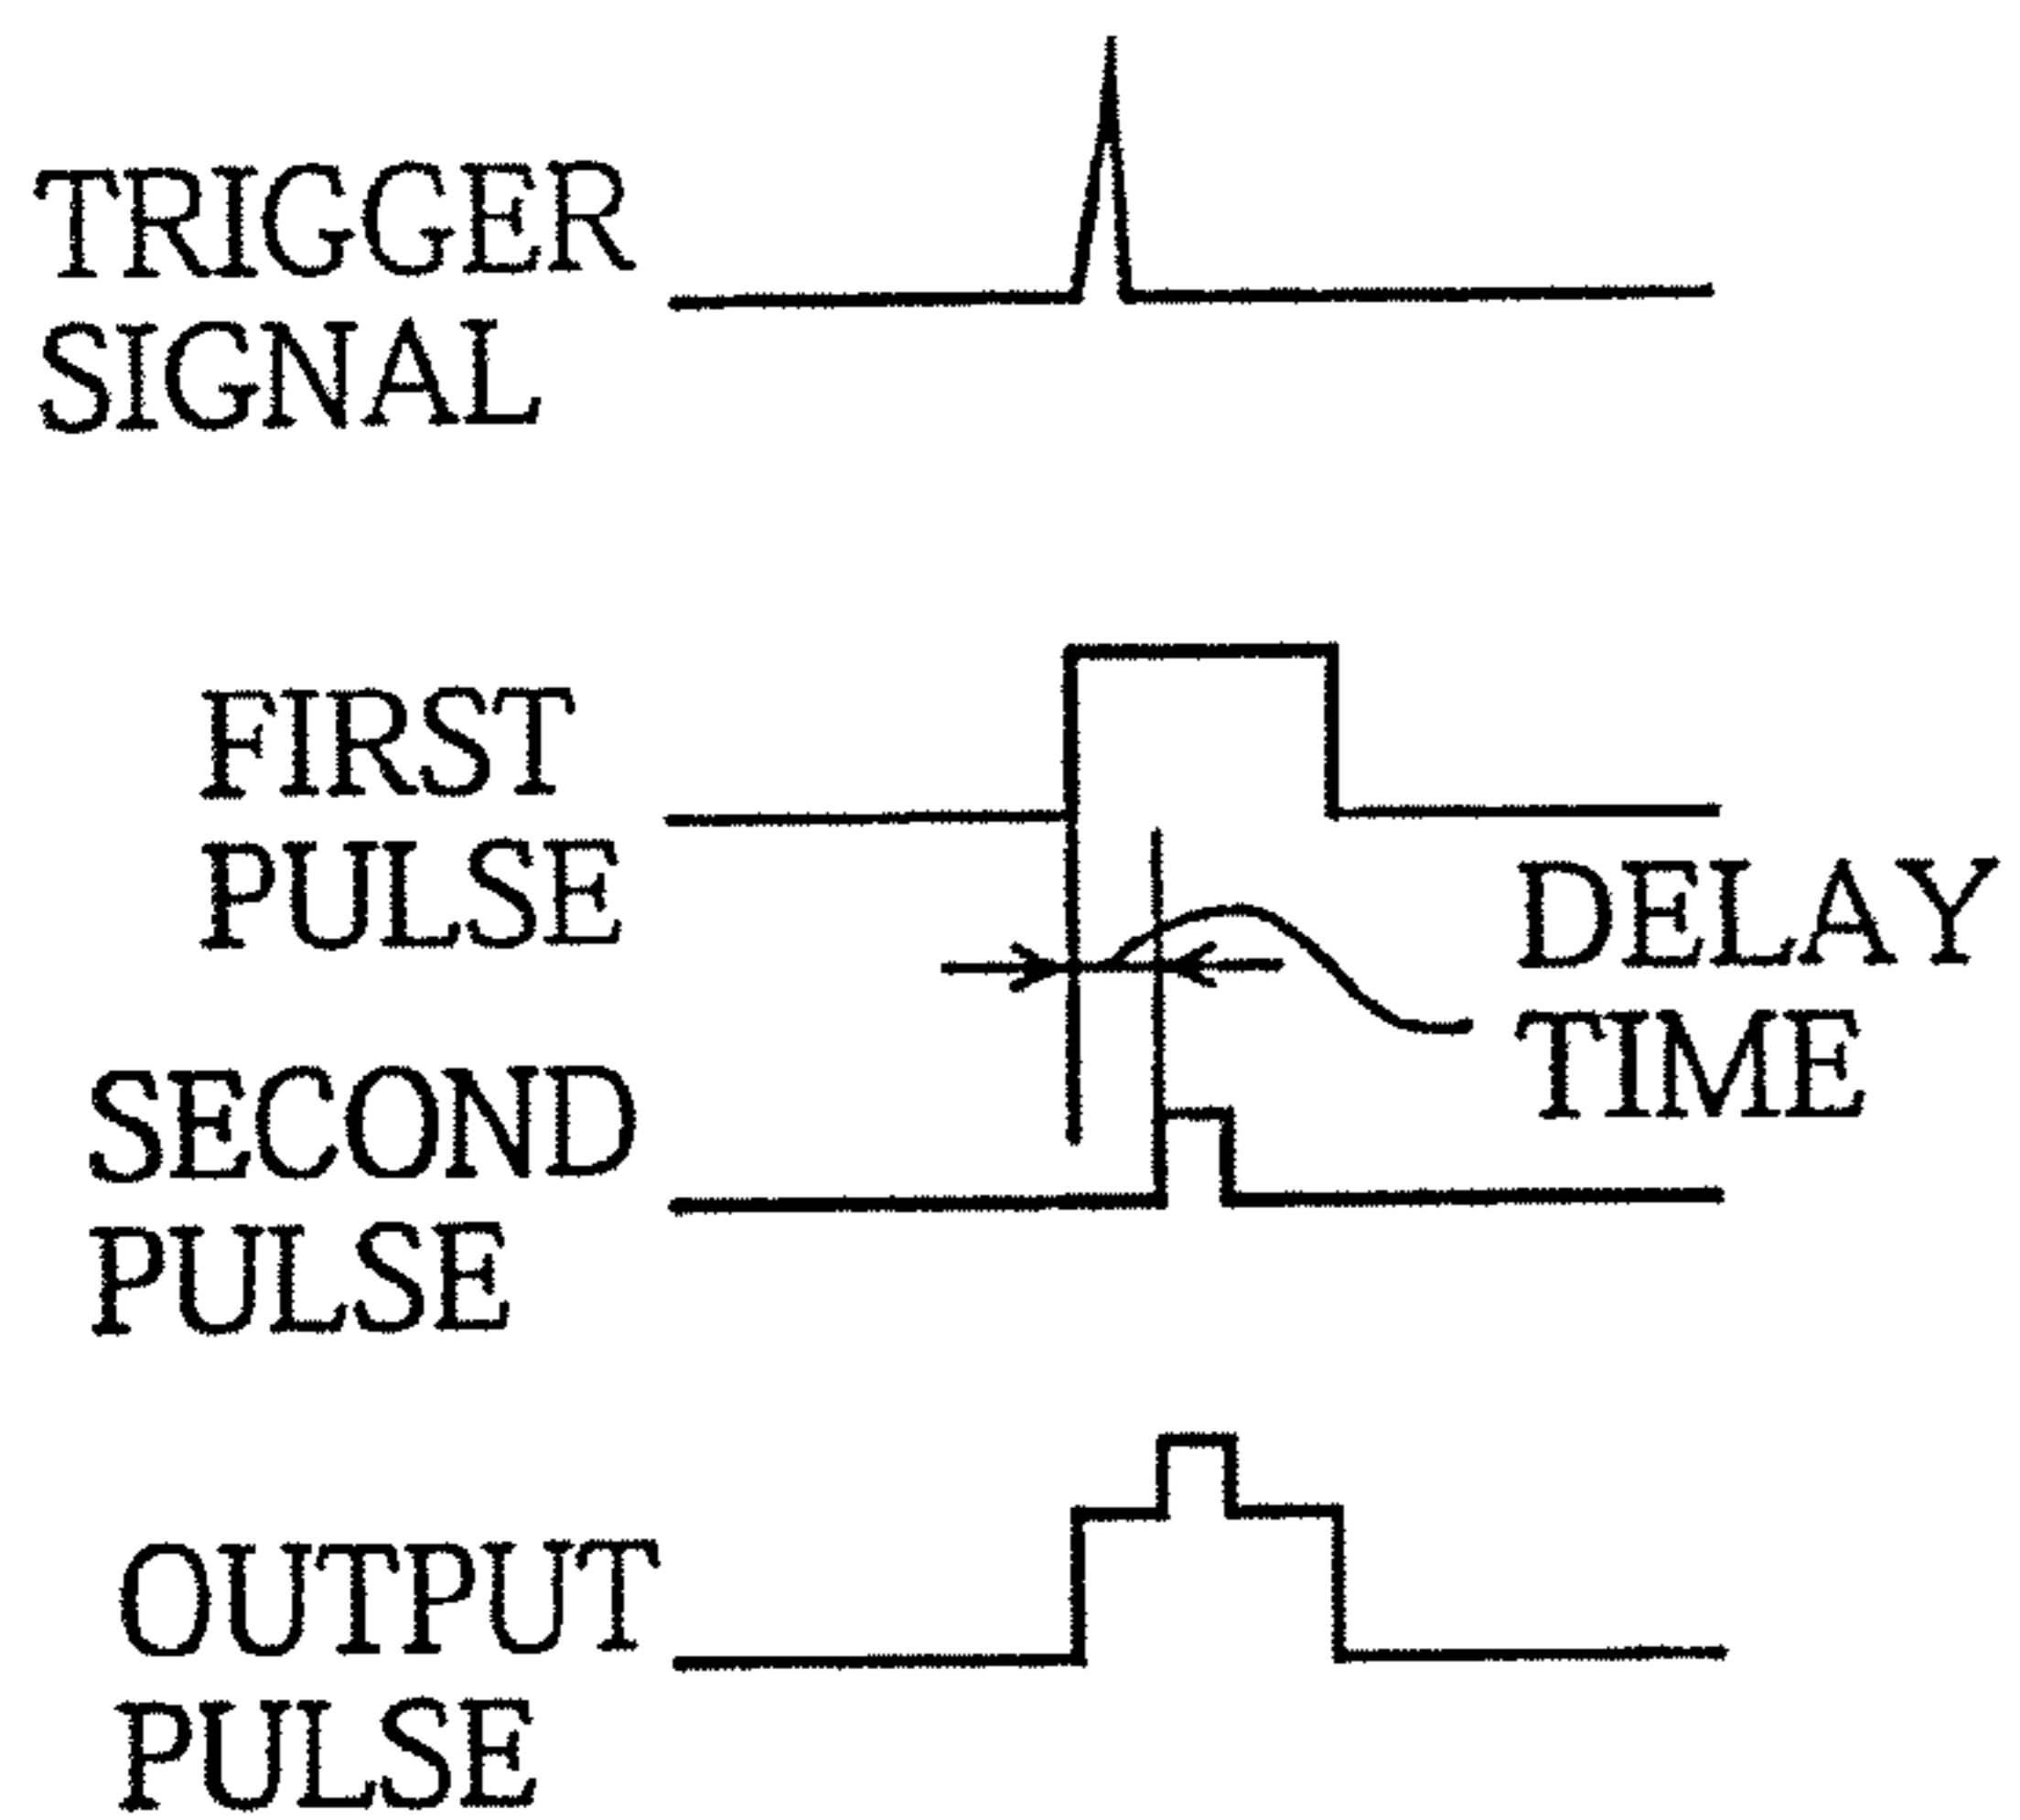 TRIGGER
SIGNAL
FIRST
PULSE
DELAY
TIME
SECOND
PULSE
OUTPUT
PULSE